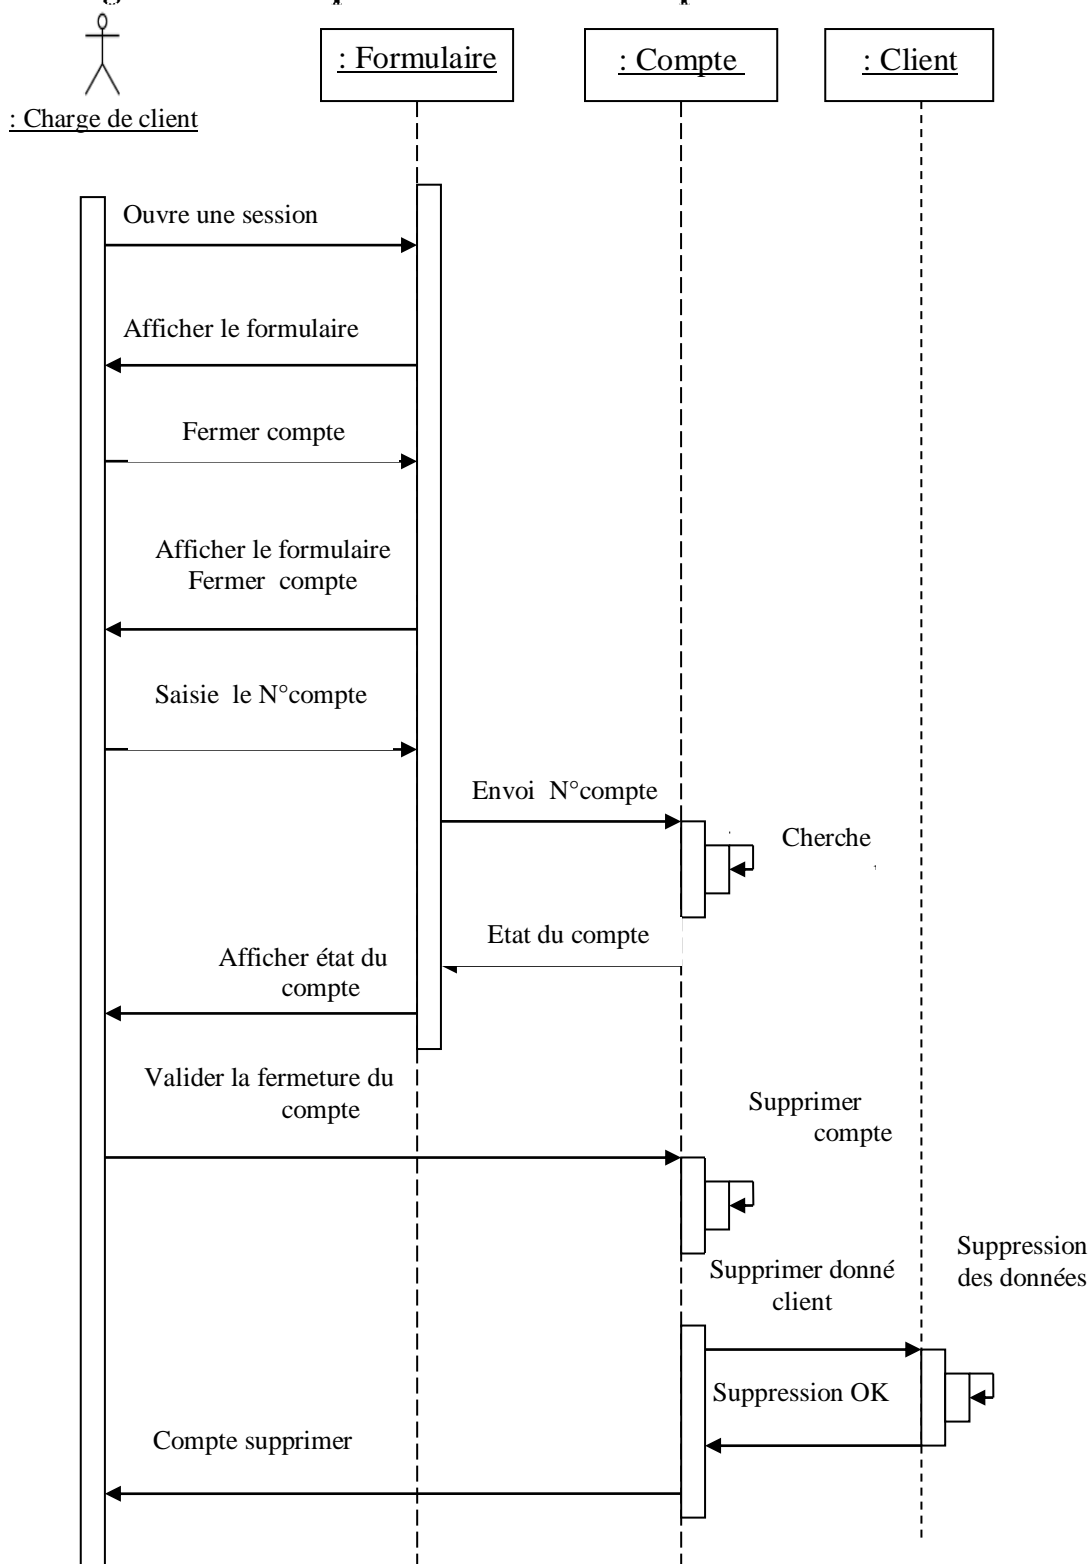 : Formulaire
: Compte
: Client
: Charge de client
Ouvre une session
Afficher le formulaire
Fermer compte
Afficher le formulaire
Fermer compte
Saisie le N°compte
Envoi N°compte
Cherche
Etat du compte
Afficher état du
compte
Valider la fermeture du
compte
Supprimer
compte
Suppression
des données
Supprimer donné
client
Suppression OK
Compte supprimer